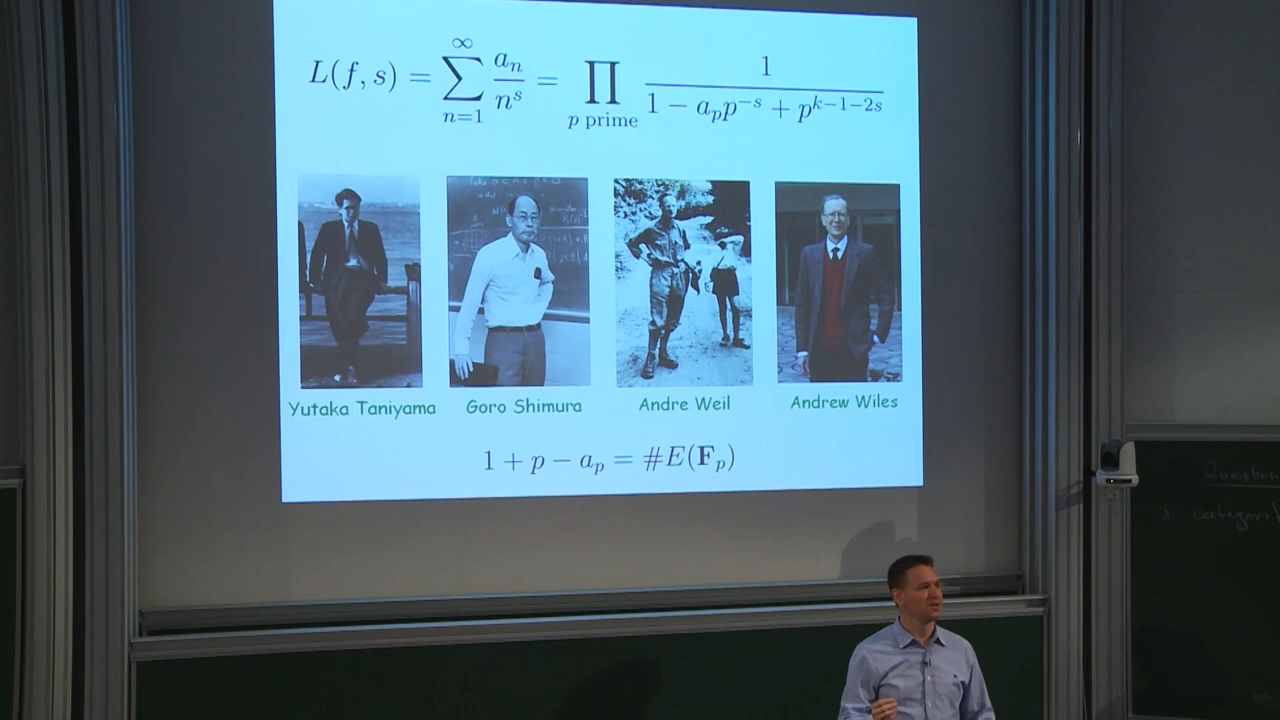 L(f, s) = ∑_{n=1}^{∞} a_n / n^s = ∏_{p prime} 1 / (1 − a_p p^{−s} + p^{k−1−2s})
Yutaka Taniyama
Goro Shimura
Andre Weil
Andrew Wiles
1 + p − a_p = #E(F_p)